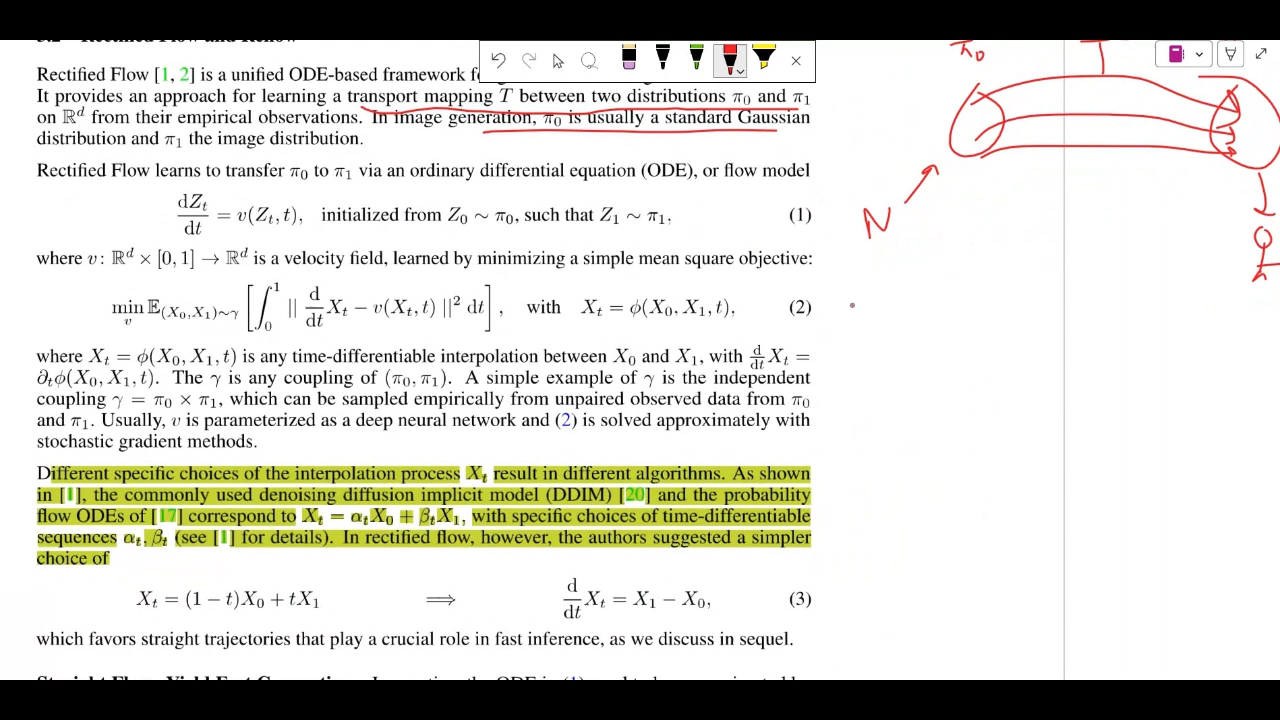 3.2 Rectified Flow and Reflow
Rectified Flow [1, 2] is a unified ODE-based framework
It provides an approach for learning a transport mapping T between two distributions π₀ and π₁
on ℝᵈ from their empirical observations. In image generation, π₀ is usually a standard Gaussian
distribution and π₁ the image distribution.
Rectified Flow learns to transfer π₀ to π₁ via an ordinary differential equation (ODE), or flow model
dZₜ/dt = v(Zₜ, t), initialized from Z₀ ∼ π₀, such that Z₁ ∼ π₁, (1)
where v: ℝᵈ × [0, 1] → ℝᵈ is a velocity field, learned by minimizing a simple mean square objective:
min_v 𝔼_(X₀,X₁)∼γ [ ∫₀¹ || d/dt Xₜ − v(Xₜ, t) ||² dt ], with Xₜ = ϕ(X₀, X₁, t), (2)
where Xₜ = ϕ(X₀, X₁, t) is any time-differentiable interpolation between X₀ and X₁, with d/dt Xₜ =
∂ₜϕ(X₀, X₁, t). The γ is any coupling of (π₀, π₁). A simple example of γ is the independent
coupling γ = π₀ × π₁, which can be sampled empirically from unpaired observed data from π₀
and π₁. Usually, v is parameterized as a deep neural network and (2) is solved approximately with
stochastic gradient methods.
Different specific choices of the interpolation process Xₜ result in different algorithms. As shown
in [1], the commonly used denoising diffusion implicit model (DDIM) [20] and the probability
flow ODEs of [17] correspond to Xₜ = αₜX₀ + βₜX₁, with specific choices of time-differentiable
sequences αₜ, βₜ (see [1] for details). In rectified flow, however, the authors suggested a simpler
choice of
Xₜ = (1 − t)X₀ + tX₁ ⟹ d/dt Xₜ = X₁ − X₀, (3)
which favors straight trajectories that play a crucial role in fast inference, as we discuss in sequel.
π₀
T
N